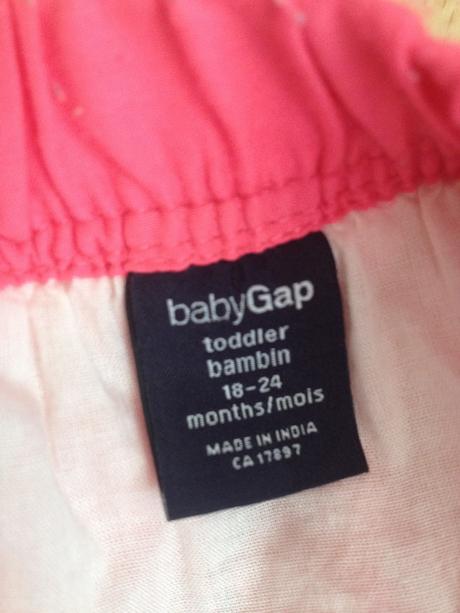 babyGap
toddler
bambin
18-24
months/mois
MADE IN INDIA
CA 17897